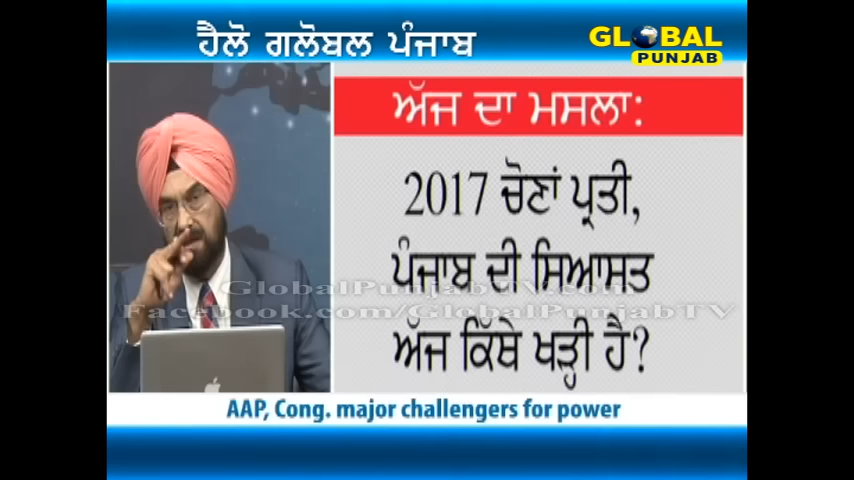 ਹੈਲੋ ਗਲੋਬਲ ਪੰਜਾਬ
GLOBAL
PUNJAB
ਅੱਜ ਦਾ ਮਸਲਾ:
2017 ਚੋਣਾਂ ਪ੍ਰਤੀ,
ਪੰਜਾਬ ਦੀ ਸਿਆਸਤ
GlobalPunjabTV.com
Facebook.com/GlobalPunjabTV
ਅੱਜ ਕਿੱਥੇ ਖੜ੍ਹੀ ਹੈ?
AAP, Cong. major challengers for power